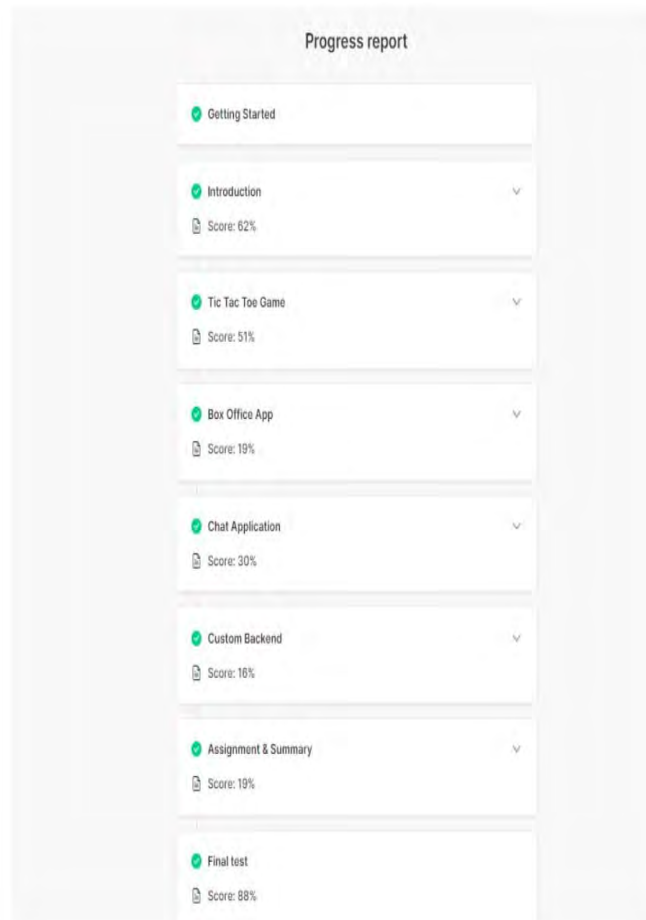 Progress report
Getting Started
Introduction
Score: 62%
Tic Tac Toe Game
Score: 51%
Box Office App
Score: 19%
Chat Application
Score: 30%
Custom Backend
Score: 16%
Assignment & Summary
Score: 19%
Final test
Score: 88%